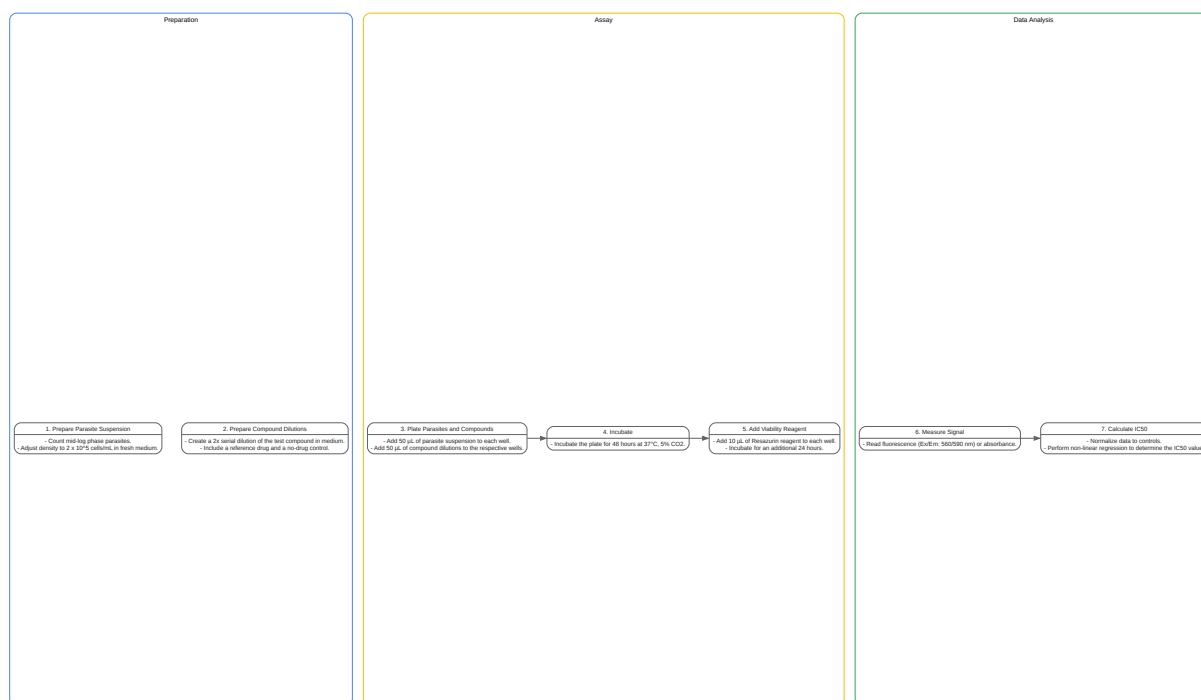 Preparation
1. Prepare Parasite Suspension
- Count mid-log phase parasites.
- Adjust density to 2 x 10^5 cells/mL in fresh medium.
2. Prepare Compound Dilutions
- Create a 2x serial dilution of the test compound in medium.
- Include a reference drug and a no-drug control.
Assay
3. Plate Parasites and Compounds
- Add 50 µL of parasite suspension to each well.
- Add 50 µL of compound dilutions to the respective wells.
4. Incubate
- Incubate the plate for 48 hours at 37°C, 5% CO2.
5. Add Viability Reagent
- Add 10 µL of Resazurin reagent to each well.
- Incubate for an additional 24 hours.
Data Analysis
6. Measure Signal
- Read fluorescence (Ex/Em: 560/590 nm) or absorbance.
7. Calculate IC50
- Normalize data to controls.
- Perform non-linear regression to determine the IC50 value